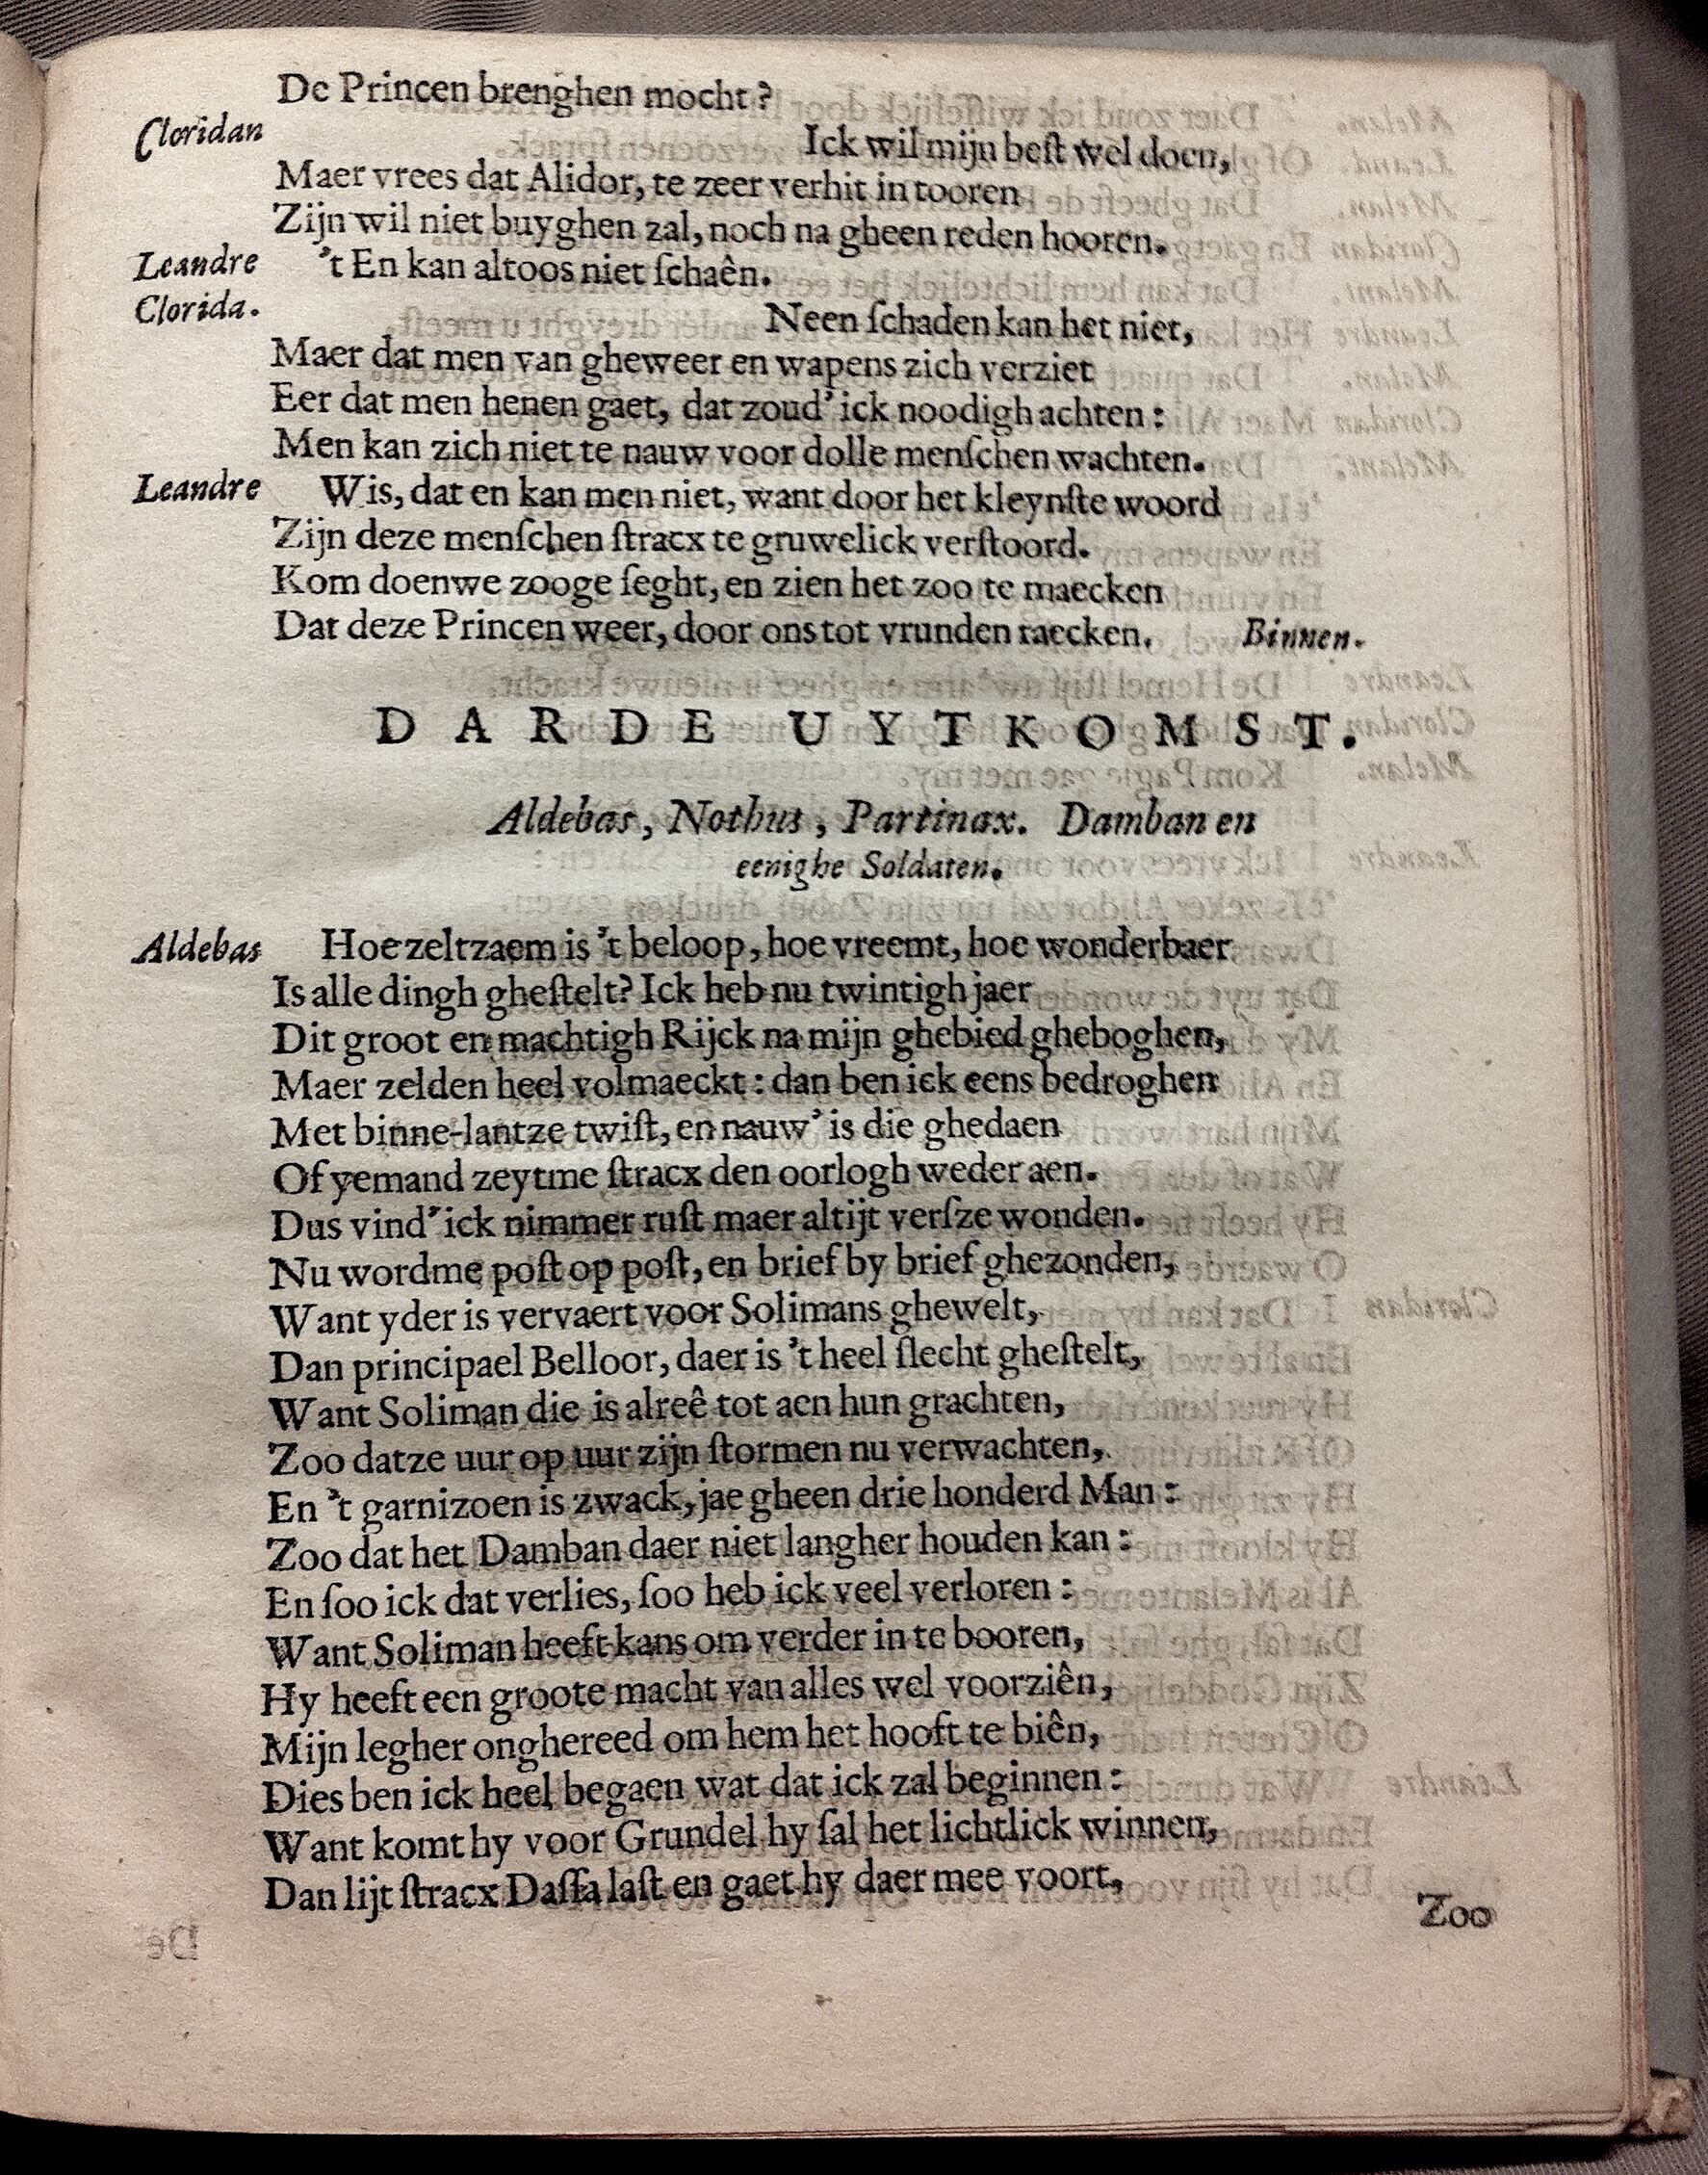 De Princen brenghen mocht?
Cloridan Ick wil mijn beſt wel doen,
Maer vrees dat Alidor, te zeer verhit in tooren
Zijn wil niet buyghen zal, noch na gheen reden hooren.
Leandre 't En kan altoos niet ſchaên.
Clorida. Neen ſchaden kan het niet,
Maer dat men van gheweer en wapens zich verziet
Eer dat men henen gaet, dat zoud' ick noodigh achten:
Men kan zich niet te nauw voor dolle menſchen wachten.
Leandre Wis, dat en kan men niet, want door het kleynſte woord
Zijn deze menſchen ſtracx te gruwelick verſtoord.
Kom doenwe zooge ſeght, en zien het zoo te maecken
Dat deze Princen weer, door ons tot vrunden raecken. Binnen.
DARDE UYTKOMST.
Aldebas, Nothus, Partinax. Damban en
eenighe Soldaten.
Aldebas Hoe zeltzaem is 't beloop, hoe vreemt, hoe wonderbaer
Is alle dingh gheſtelt? Ick heb nu twintigh jaer
Dit groot en machtigh Rijck na mijn ghebied gheboghen,
Maer zelden heel volmaeckt: dan ben ick eens bedroghen
Met binne-lantze twiſt, en nauw' is die ghedaen
Of yemand zeytme ſtracx den oorlogh weder aen.
Dus vind' ick nimmer ruſt maer altijt verſze wonden.
Nu wordme poſt op poſt, en brief by brief ghezonden,
Want yder is vervaert voor Solimans ghewelt,
Dan principael Belloor, daer is 't heel ſlecht gheſtelt,
Want Soliman die is alreê tot aen hun grachten,
Zoo datze uur op uur zijn ſtormen nu verwachten,
En 't garnizoen is zwack, jae gheen drie honderd Man:
Zoo dat het Damban daer niet langher houden kan:
En ſoo ick dat verlies, ſoo heb ick veel verloren:
Want Soliman heeft kans om verder in te booren,
Hy heeft een groote macht van alles wel voorziên,
Mijn legher onghereed om hem het hooft te biên,
Dies ben ick heel begaen wat dat ick zal beginnen:
Want komt hy voor Grundel hy ſal het lichtlick winnen,
Dan lijt ſtracx Daſſa laſt en gaet hy daer mee voort,
Zoo